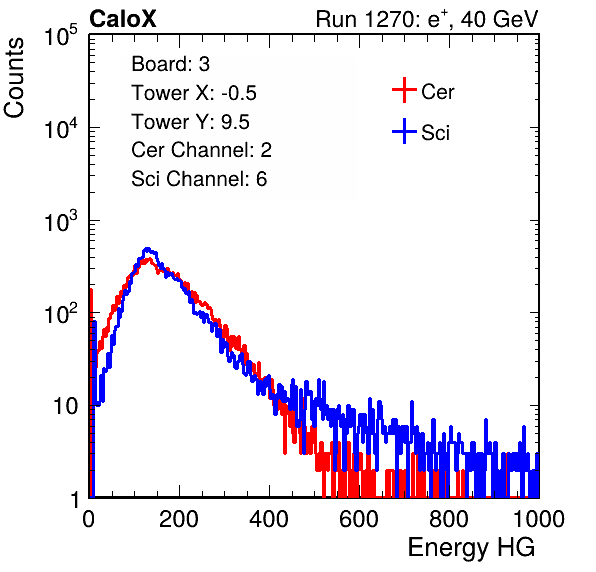 CaloX Run 1270: e⁺, 40 GeV
Counts
Board: 3
Tower X: -0.5
Tower Y: 9.5
Cer Channel: 2
Sci Channel: 6
Cer
Sci
10⁵
10⁴
10³
10²
10
1
0 200 400 600 800 1000
Energy HG